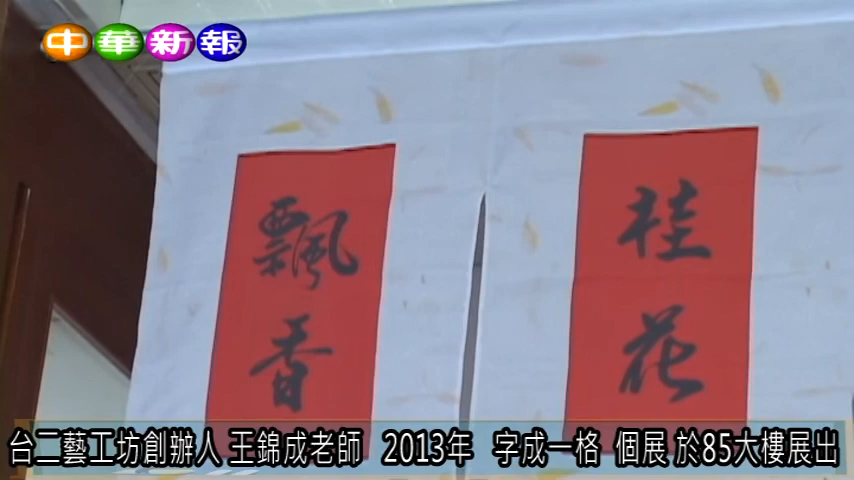 中華新報
桂花
飄香
台二藝工坊創辦人 王錦成老師 2013年 字成一格 個展 於85大樓展出